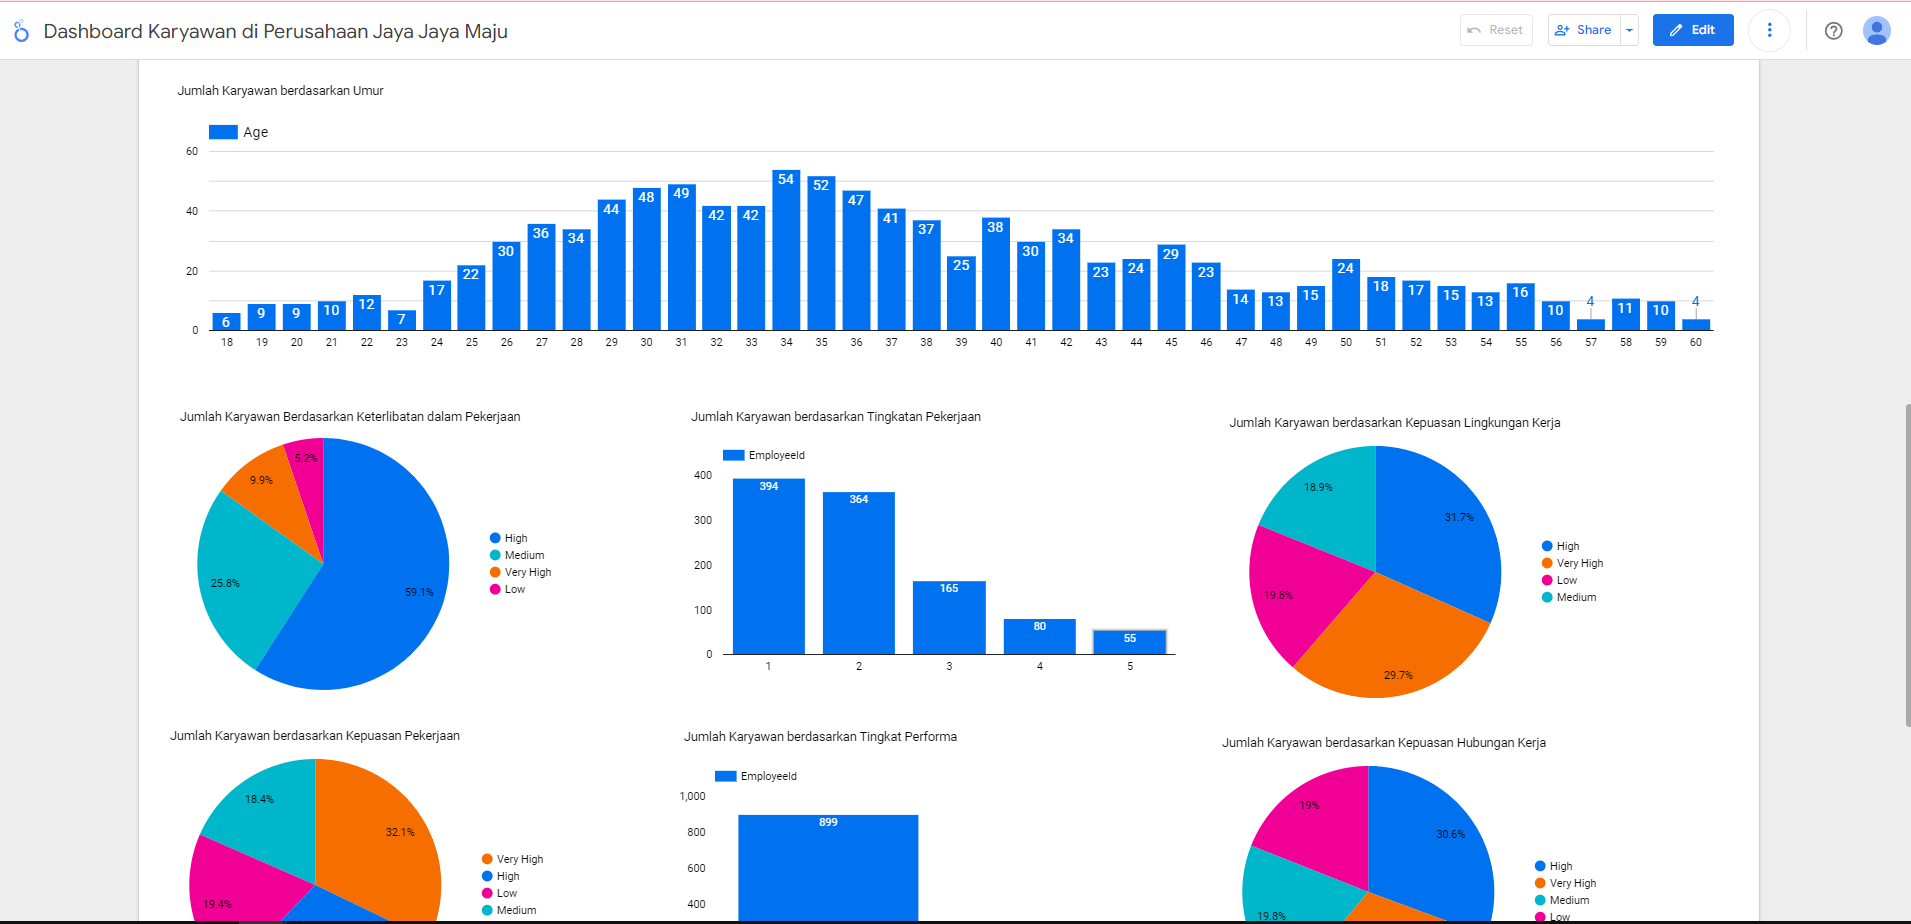 Dashboard Karyawan di Perusahaan Jaya Jaya Maju
Reset
Share
Edit
Jumlah Karyawan berdasarkan Umur
Age
60
40
20
0
6 9 9 10 12 7 17 22 30 36 34 44 48 49 42 42 54 52 47 41 37 25 38 30 34 23 24 29 23 14 13 15 24 18 17 15 13 16 10 4 11 10 4
18 19 20 21 22 23 24 25 26 27 28 29 30 31 32 33 34 35 36 37 38 39 40 41 42 43 44 45 46 47 48 49 50 51 52 53 54 55 56 57 58 59 60
Jumlah Karyawan Berdasarkan Keterlibatan dalam Pekerjaan
5.2%
9.9%
25.8%
59.1%
High
Medium
Very High
Low
Jumlah Karyawan berdasarkan Tingkatan Pekerjaan
EmployeeId
400
300
200
100
0
394 364 165 80 55
1 2 3 4 5
Jumlah Karyawan berdasarkan Kepuasan Lingkungan Kerja
18.9%
31.7%
19.8%
29.7%
High
Very High
Low
Medium
Jumlah Karyawan berdasarkan Kepuasan Pekerjaan
18.4%
32.1%
19.4%
Very High
High
Low
Medium
Jumlah Karyawan berdasarkan Tingkat Performa
EmployeeId
1,000
800
600
400
899
Jumlah Karyawan berdasarkan Kepuasan Hubungan Kerja
19%
30.6%
19.8%
High
Very High
Medium
Low